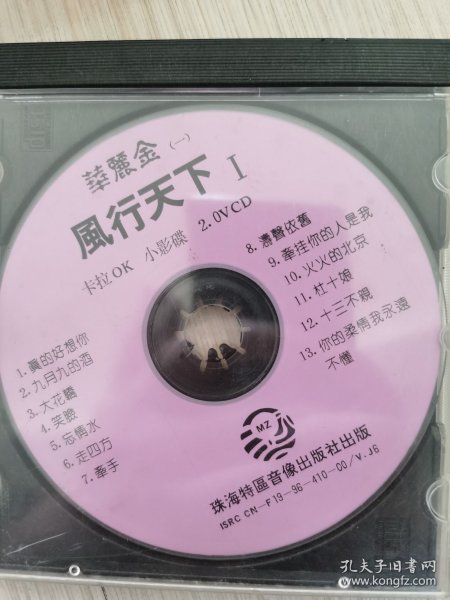 華麗金（一）
風行天下 I
卡拉OK 小影碟 2.0VCD
1. 真的好想你
2. 九月九的酒
3. 大花轎
4. 笑臉
5. 忘情水
6. 走四方
7. 牽手
8. 濤聲依舊
9. 牽挂你的人是我
10. 火火的北京
11. 杜十娘
12. 十三不親
13. 你的柔情我永遠
不懂
MZ
珠海特區音像出版社出版
ISRC CN-F19-96-410-00/V.J6
孔夫子旧书网
www.kongfz.com